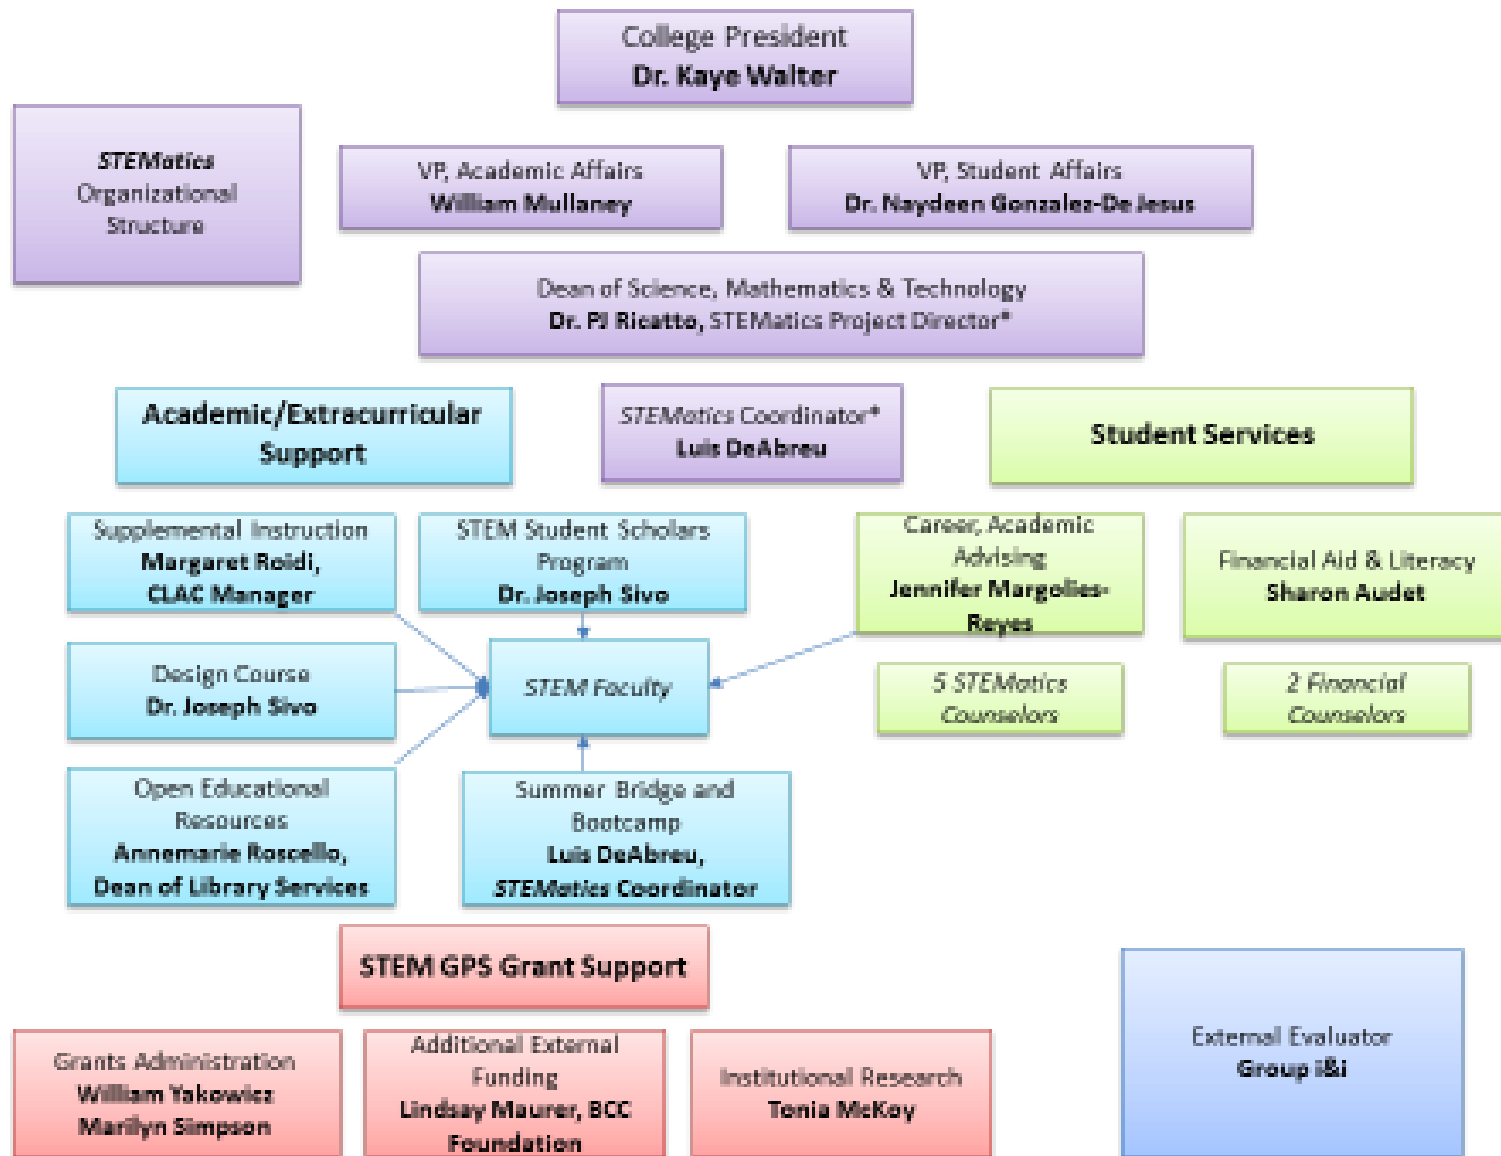 College President
Dr. Kaye Walter
STEMatics
Organizational
Structure
VP, Academic Affairs
William Mullaney
VP, Student Affairs
Dr. Naydeen Gonzalez-De Jesus
Dean of Science, Mathematics & Technology
Dr. PJ Ricatto, STEMatics Project Director*
Academic/Extracurricular
Support
STEMatics Coordinator*
Luis DeAbreu
Student Services
Supplemental Instruction
Margaret Roidi,
CLAC Manager
STEM Student Scholars
Program
Dr. Joseph Sivo
Career, Academic
Advising
Jennifer Margolies-
Reyes
Financial Aid & Literacy
Sharon Audet
Design Course
Dr. Joseph Sivo
STEM Faculty
5 STEMatics
Counselors
2 Financial
Counselors
Open Educational
Resources
Annemarie Roscello,
Dean of Library Services
Summer Bridge and
Bootcamp
Luis DeAbreu,
STEMatics Coordinator
STEM GPS Grant Support
Grants Administration
William Yakowicz
Marilyn Simpson
Additional External
Funding
Lindsay Maurer, BCC
Foundation
Institutional Research
Tonia McKoy
External Evaluator
Group i&i